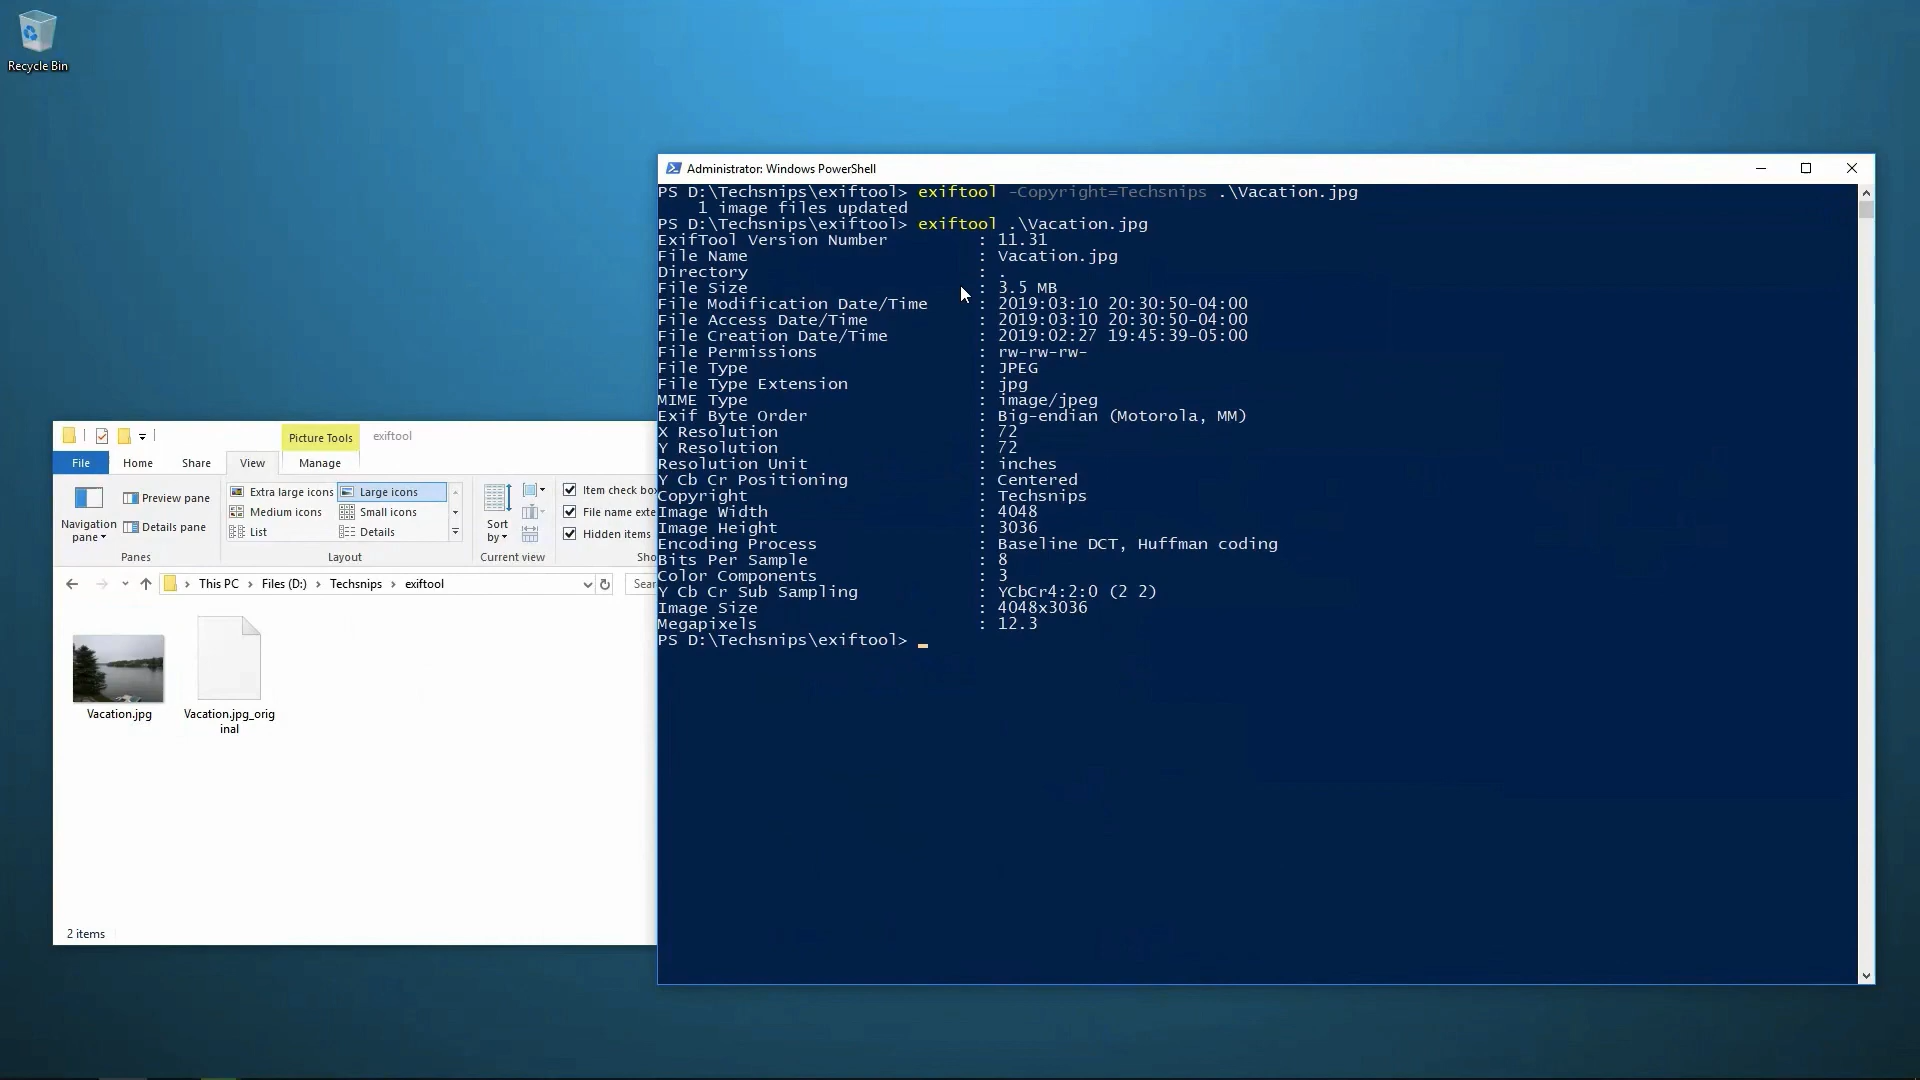 Recycle Bin
Administrator: Windows PowerShell
PS D:\Techsnips\exiftool> exiftool -Copyright=Techsnips .\Vacation.jpg
1 image files updated
PS D:\Techsnips\exiftool> exiftool .\Vacation.jpg
ExifTool Version Number : 11.31
File Name : Vacation.jpg
Directory : .
File Size : 3.5 MB
File Modification Date/Time : 2019:03:10 20:30:50-04:00
File Access Date/Time : 2019:03:10 20:30:50-04:00
File Creation Date/Time : 2019:02:27 19:45:39-05:00
File Permissions : rw-rw-rw-
File Type : JPEG
File Type Extension : jpg
MIME Type : image/jpeg
Exif Byte Order : Big-endian (Motorola, MM)
X Resolution : 72
Y Resolution : 72
Resolution Unit : inches
Y Cb Cr Positioning : Centered
Copyright : Techsnips
Image Width : 4048
Image Height : 3036
Encoding Process : Baseline DCT, Huffman coding
Bits Per Sample : 8
Color Components : 3
Y Cb Cr Sub Sampling : YCbCr4:2:0 (2 2)
Image Size : 4048x3036
Megapixels : 12.3
PS D:\Techsnips\exiftool>
Picture Tools exiftool
File Home Share View Manage
Preview pane Extra large icons Large icons Item check box
Medium icons Small icons File name exte
Navigation pane Details pane List Details Sort by Hidden items
Panes Layout Current view Sho
This PC > Files (D:) > Techsnips > exiftool Sear
Vacation.jpg
Vacation.jpg_orig
inal
2 items